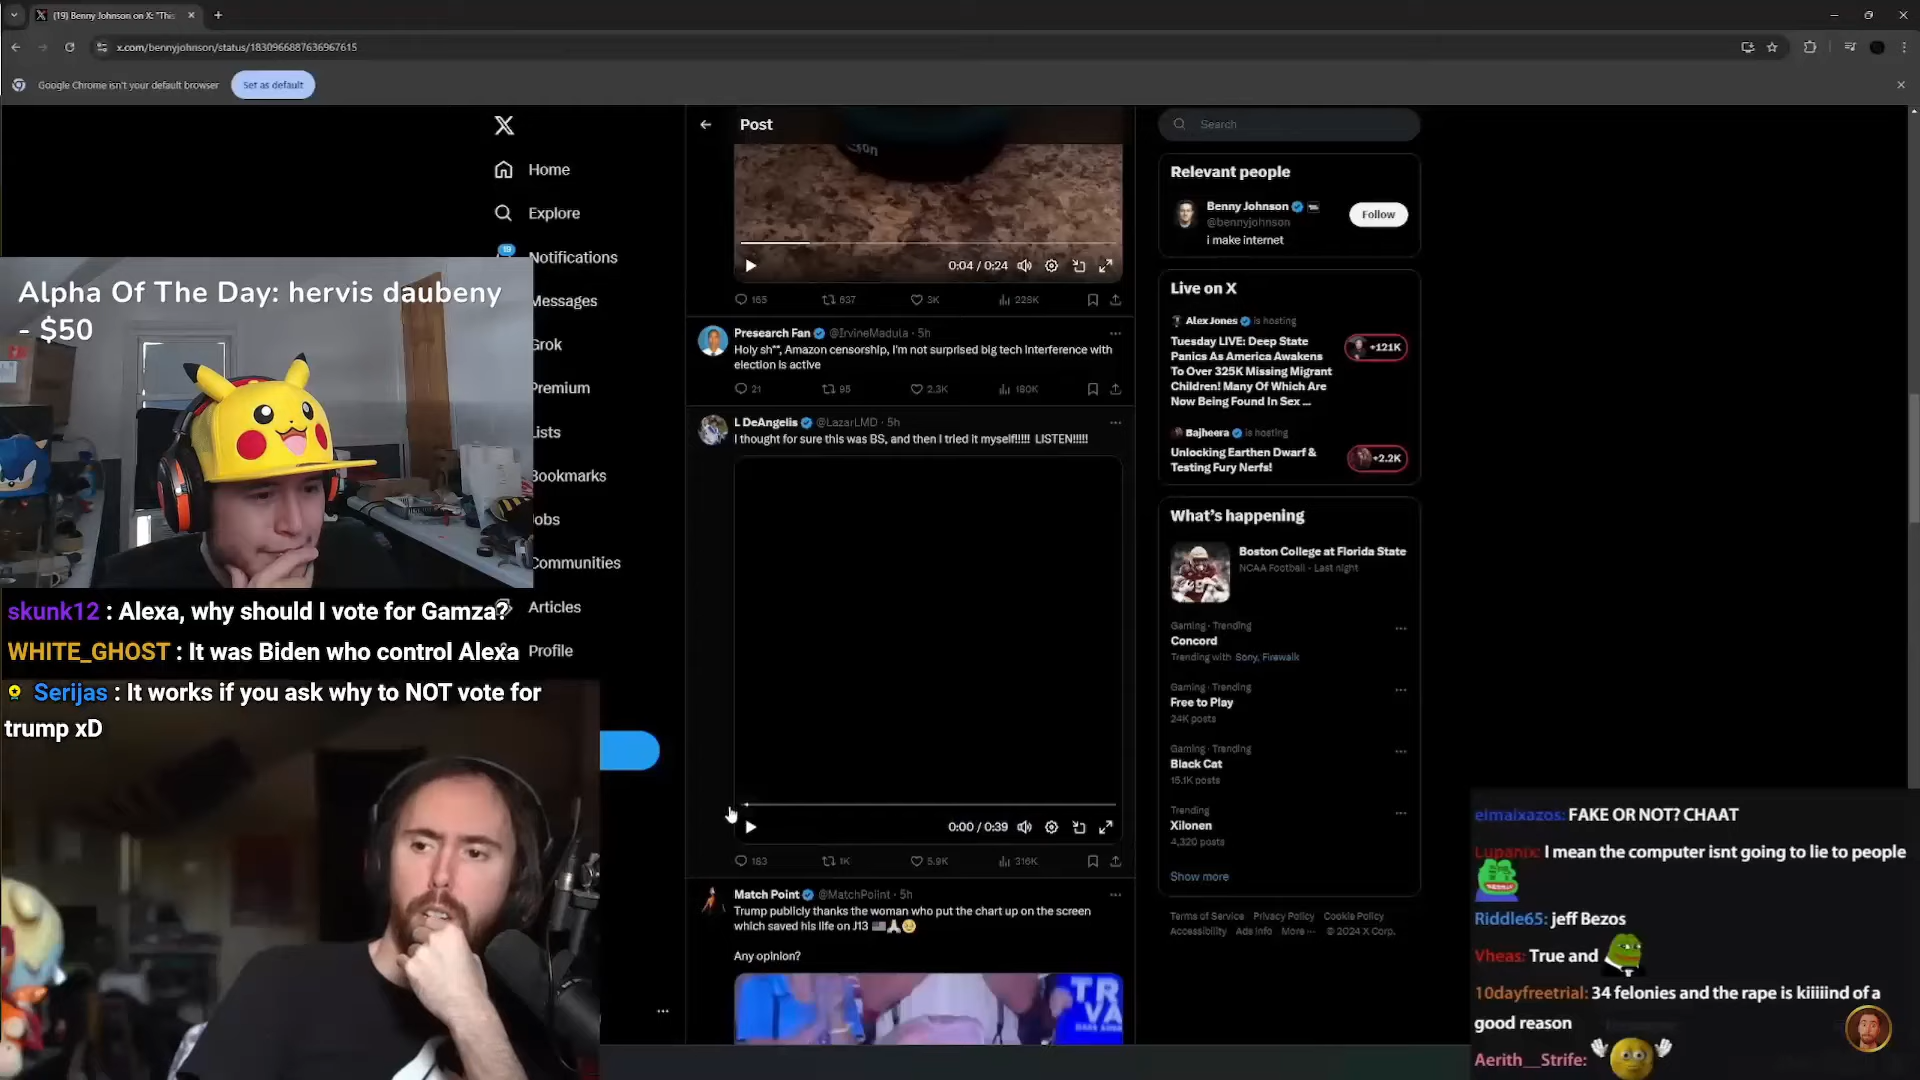 (19) Benny Johnson on X: "This
x.com/bennyjohnson/status/1830966887636967615
Google Chrome isn't your default browser
Set as default
Home
Explore
19
Notifications
Messages
Grok
Premium
Lists
Bookmarks
Jobs
Communities
Articles
Profile
Alpha Of The Day: hervis daubeny
- $50
skunk12 : Alexa, why should I vote for Gamza?
WHITE_GHOST : It was Biden who control Alexa
Serijas : It works if you ask why to NOT vote for
trump xD
Post
0:04 / 0:24
165 637 3K 228K
Presearch Fan @IrvineMadula · 5h
Holy sh**, Amazon censorship, I'm not surprised big tech interference with
election is active
21 95 2.3K 180K
L DeAngelis @LazarLMD · 5h
I thought for sure this was BS, and then I tried it myself!!!!! LISTEN!!!!!
0:00 / 0:39
183 1K 5.9K 316K
Match Point @MatchPoiint · 5h
Trump publicly thanks the woman who put the chart up on the screen
which saved his life on J13 🇺🇸🙏🏻🥹
Any opinion?
TR
VA
Search
Relevant people
Benny Johnson
@bennyjohnson
i make internet
Follow
Live on X
Alex Jones is hosting
Tuesday LIVE: Deep State
Panics As America Awakens
To Over 325K Missing Migrant
Children! Many Of Which Are
Now Being Found In Sex ...
+121K
Bajheera is hosting
Unlocking Earthen Dwarf &
Testing Fury Nerfs!
+2.2K
What's happening
Boston College at Florida State
NCAA Football · Last night
Gaming · Trending
Concord
Trending with Sony, Firewalk
Gaming · Trending
Free to Play
24K posts
Gaming · Trending
Black Cat
15.1K posts
Trending
Xilonen
4,320 posts
Show more
Terms of Service Privacy Policy Cookie Policy
Accessibility Ads info More ··· © 2024 X Corp.
elmaixazos: FAKE OR NOT? CHAAT
Lupanix: I mean the computer isnt going to lie to people
Riddle65: jeff Bezos
Vheas: True and
10dayfreetrial: 34 felonies and the rape is kiiiiind of a
good reason
Aerith__Strife: